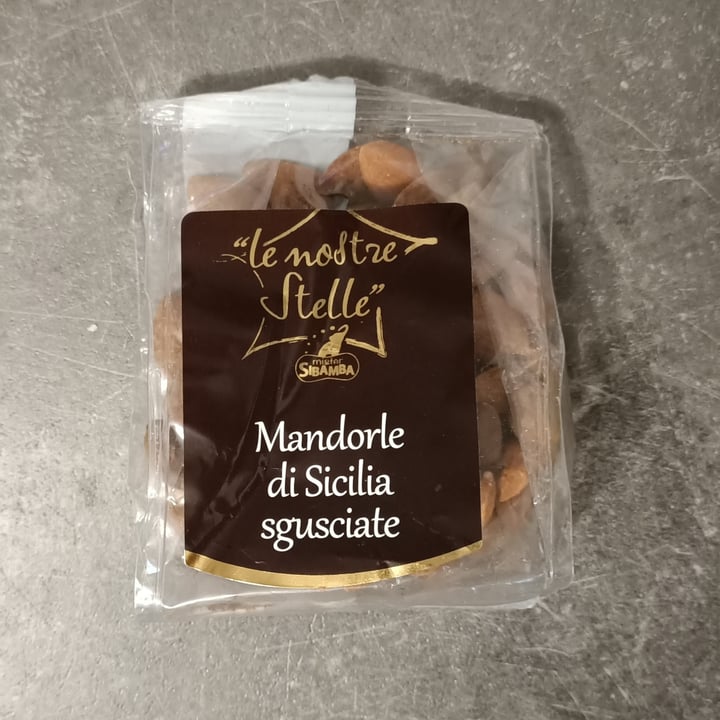 "le nostre
Stelle"
mister
SIBAMBA
Mandorle
di Sicilia
sgusciate